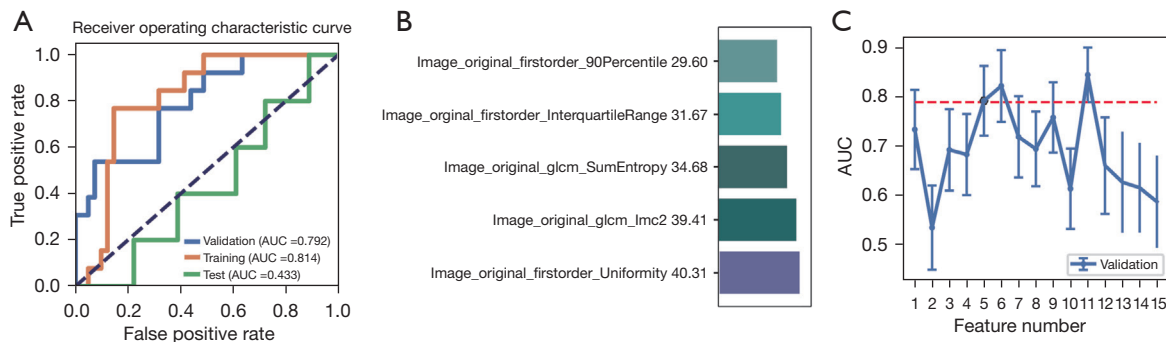 A
Receiver operating characteristic curve
True positive rate
1.0
0.8
0.6
0.4
0.2
0.0
Validation (AUC =0.792)
Training (AUC =0.814)
Test (AUC =0.433)
0.0 0.2 0.4 0.6 0.8 1.0
False positive rate
B
Image_original_firstorder_90Percentile 29.60
Image_orginal_firstorder_InterquartileRange 31.67
Image_original_glcm_SumEntropy 34.68
Image_original_glcm_lmc2 39.41
Image_original_firstorder_Uniformity 40.31
C
AUC
0.9
0.8
0.7
0.6
0.5
Validation
1 2 3 4 5 6 7 8 9 10 11 12 13 14 15
Feature number